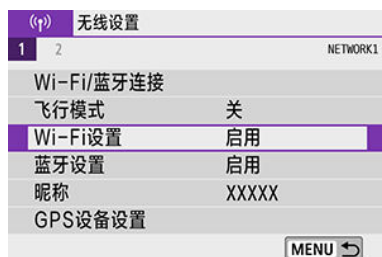 无线设置
1 2 NETWORK1
Wi-Fi/蓝牙连接
飞行模式 关
Wi-Fi设置 启用
蓝牙设置 启用
昵称 XXXXX
GPS设备设置
MENU